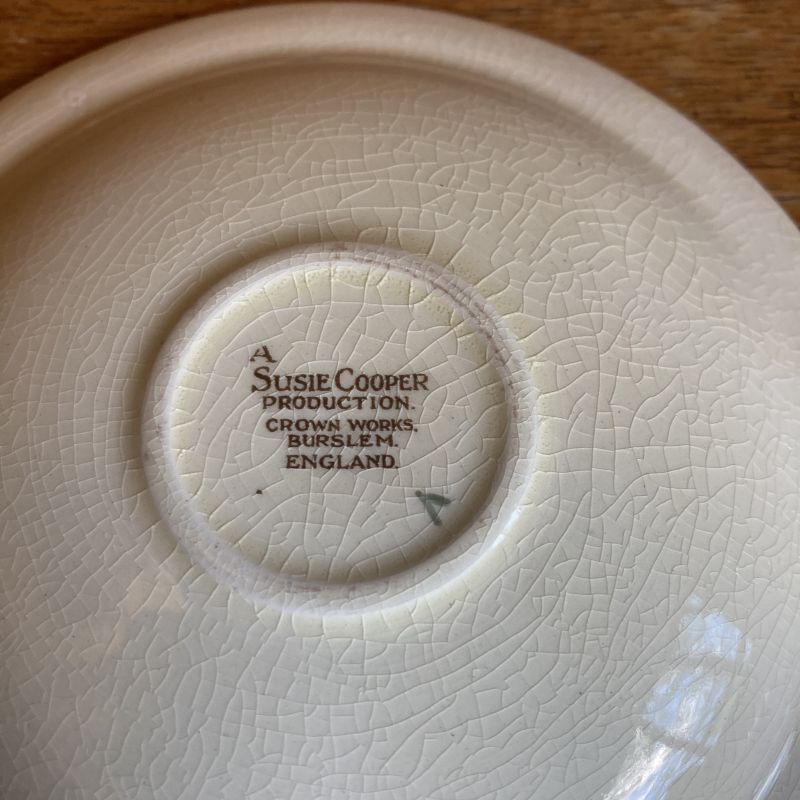 A
SUSIE COOPER
PRODUCTION.
CROWN WORKS,
BURSLEM.
ENGLAND.